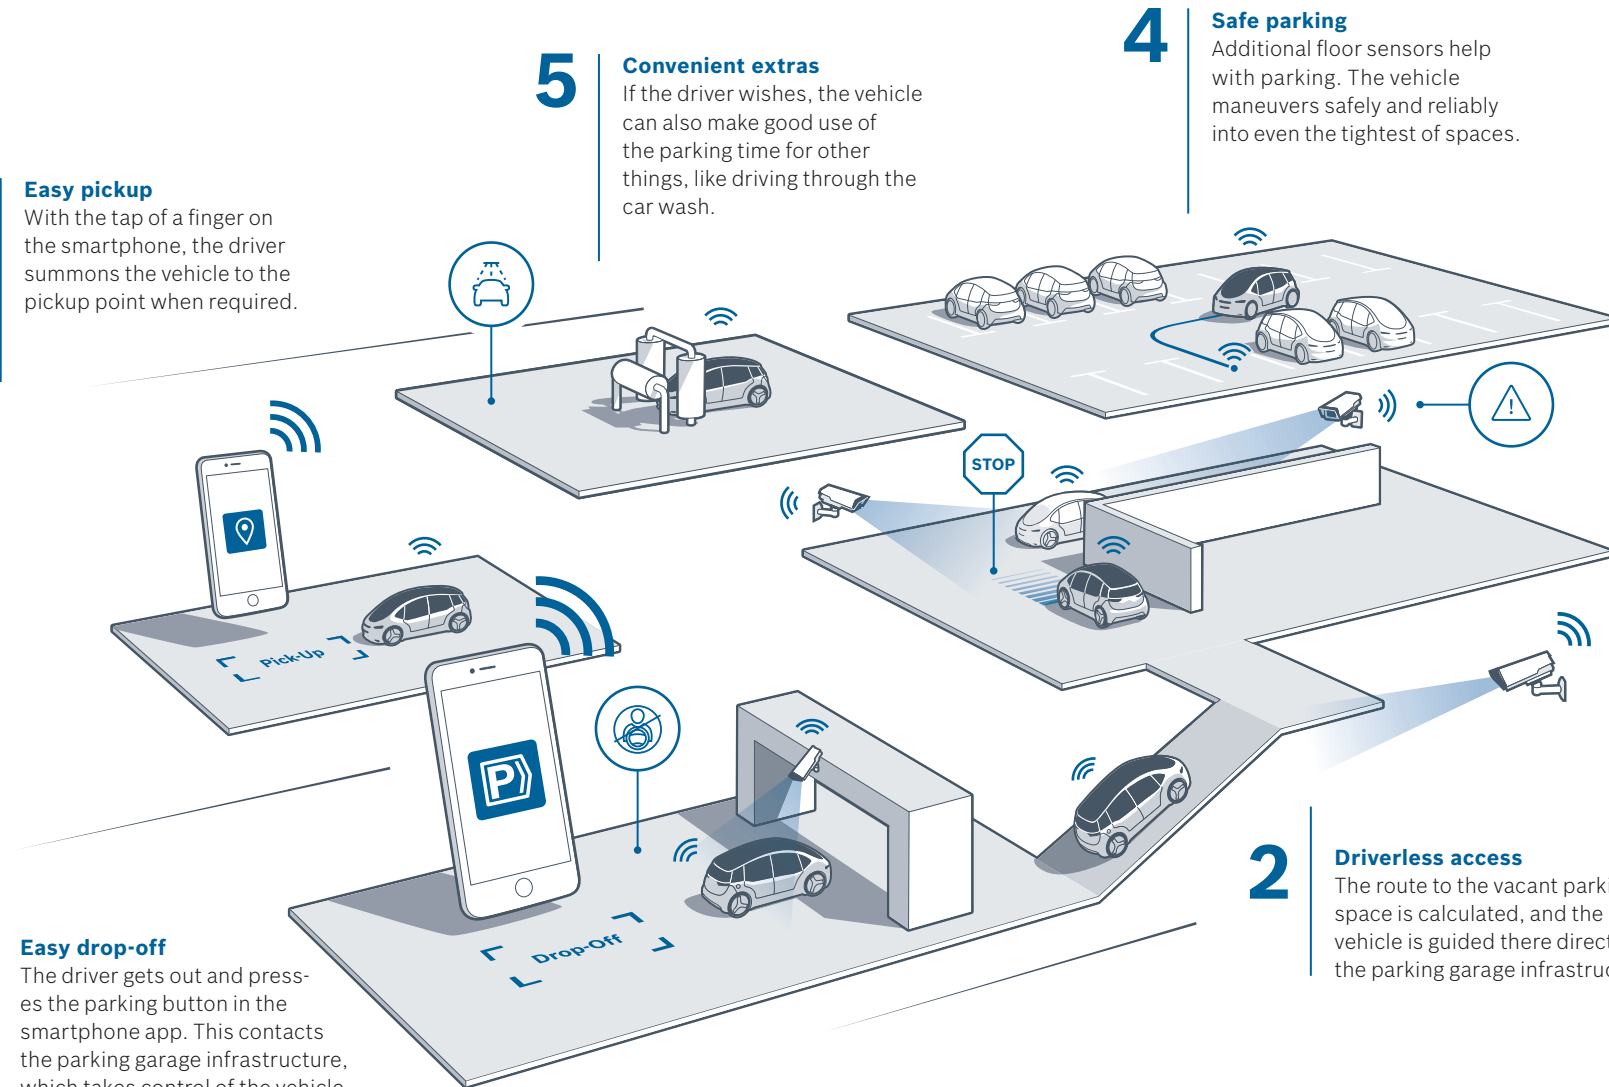 4
Safe parking
Additional floor sensors help
with parking. The vehicle
maneuvers safely and reliably
into even the tightest of spaces.
5
Convenient extras
If the driver wishes, the vehicle
can also make good use of
the parking time for other
things, like driving through the
car wash.
Easy pickup
With the tap of a finger on
the smartphone, the driver
summons the vehicle to the
pickup point when required.
STOP
Pick-Up
P
Drop-Off
2
Driverless access
The route to the vacant
space is calculated, and the
vehicle is guided there
the parking garage
Easy drop-off
The driver gets out and press-
es the parking button in the
smartphone app. This contacts
the parking garage infrastructure,
which takes control of the vehicle